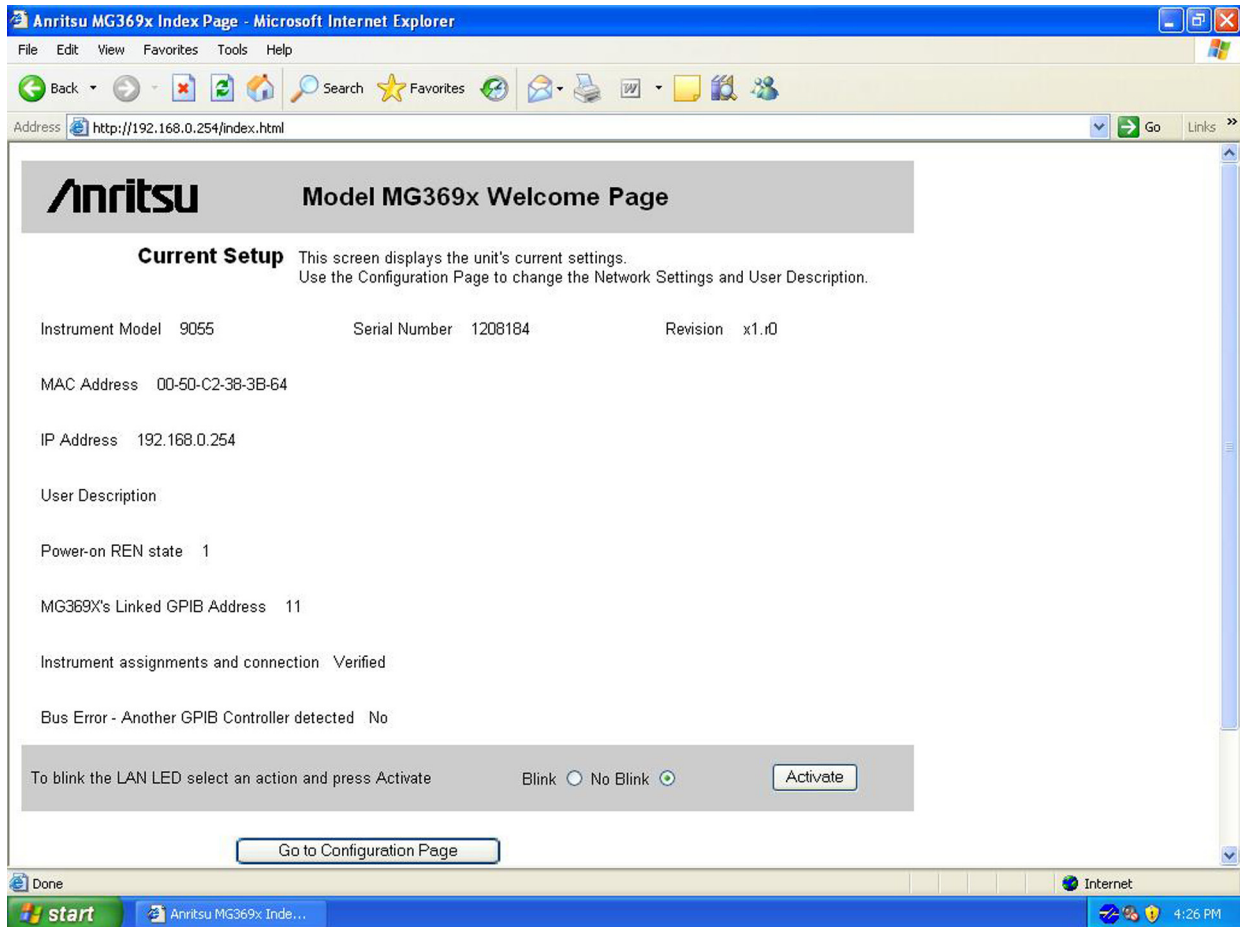 Anritsu MG369x Index Page - Microsoft Internet Explorer
File Edit View Favorites Tools Help
Back Search Favorites
Address http://192.168.0.254/index.html Go Links »
Anritsu Model MG369x Welcome Page
Current Setup This screen displays the unit's current settings.
Use the Configuration Page to change the Network Settings and User Description.
Instrument Model 9055 Serial Number 1208184 Revision x1.r0
MAC Address 00-50-C2-38-3B-64
IP Address 192.168.0.254
User Description
Power-on REN state 1
MG369X's Linked GPIB Address 11
Instrument assignments and connection Verified
Bus Error - Another GPIB Controller detected No
To blink the LAN LED select an action and press Activate Blink No Blink Activate
Go to Configuration Page
Done Internet
start Anritsu MG369x Inde... 4:26 PM